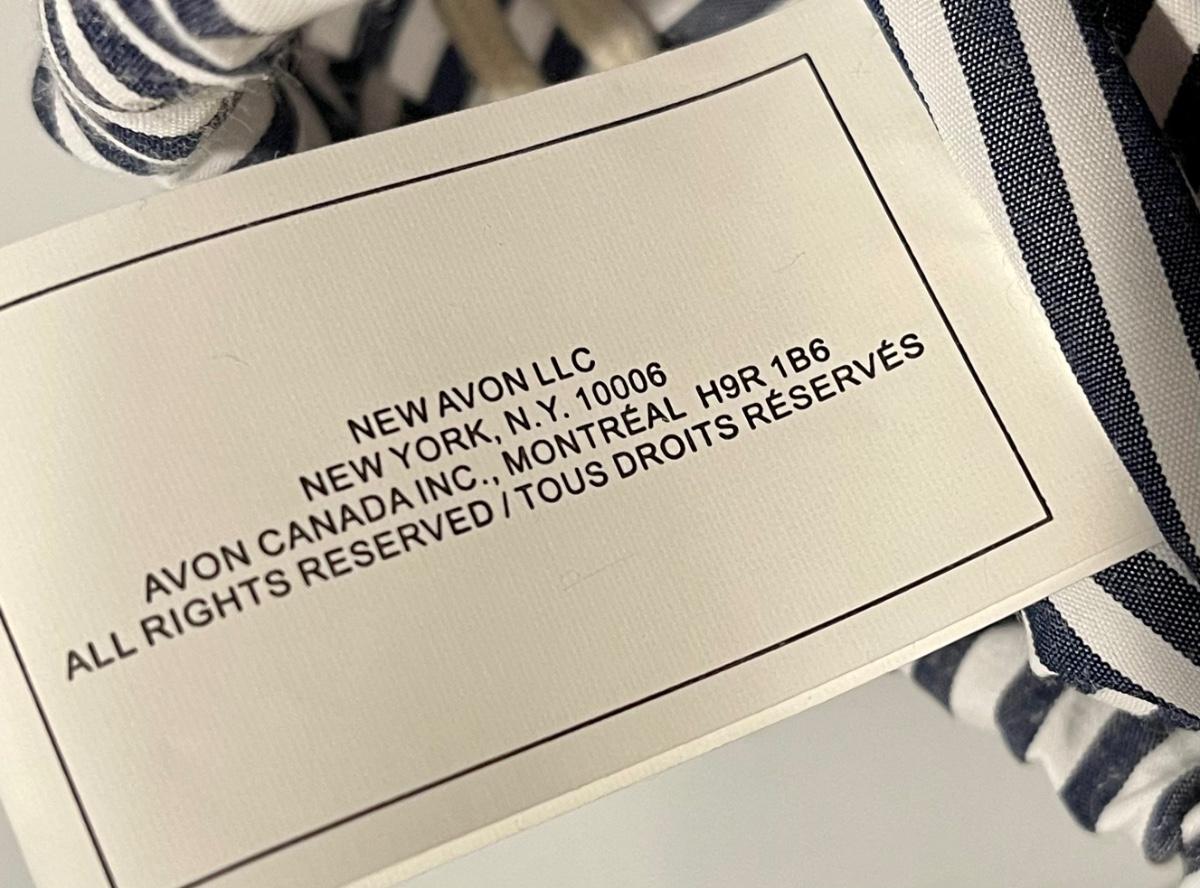 NEW AVON LLC
NEW YORK, N.Y. 10006
AVON CANADA INC., MONTRÉAL H9R 1B6
ALL RIGHTS RESERVED / TOUS DROITS RÉSERVÉS